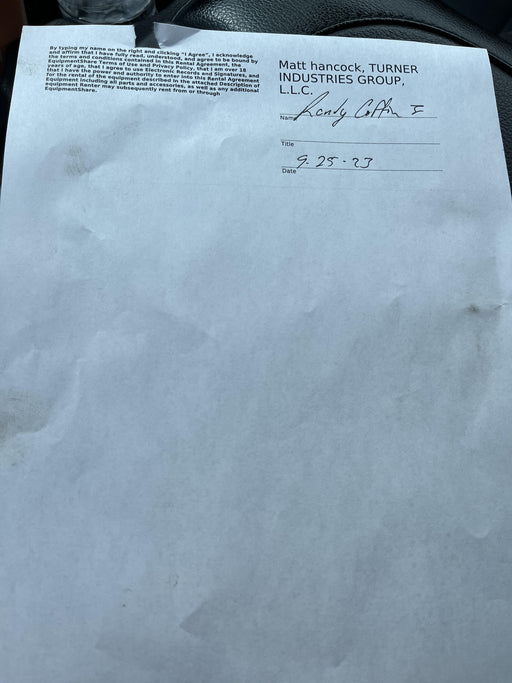 By typing my name on the right and clicking "I Agree", I acknowledge
and affirm that I have fully read, understood, and agree to be bound by
the terms and conditions contained in this Rental Agreement, the
EquipmentShare Terms of Use and Privacy Policy, that I am over 18
years of age, that I agree to use Electronic Records and Signatures, and
that I have the power and authority to enter into this Rental Agreement
for the rental of the equipment described in the attached Description of
Equipment including all parts and accessories, as well as any additional
equipment Renter may subsequently rent from or through
EquipmentShare.
Matt hancock, TURNER
INDUSTRIES GROUP,
L.L.C.
Name Randy
Title
9-25-23
Date